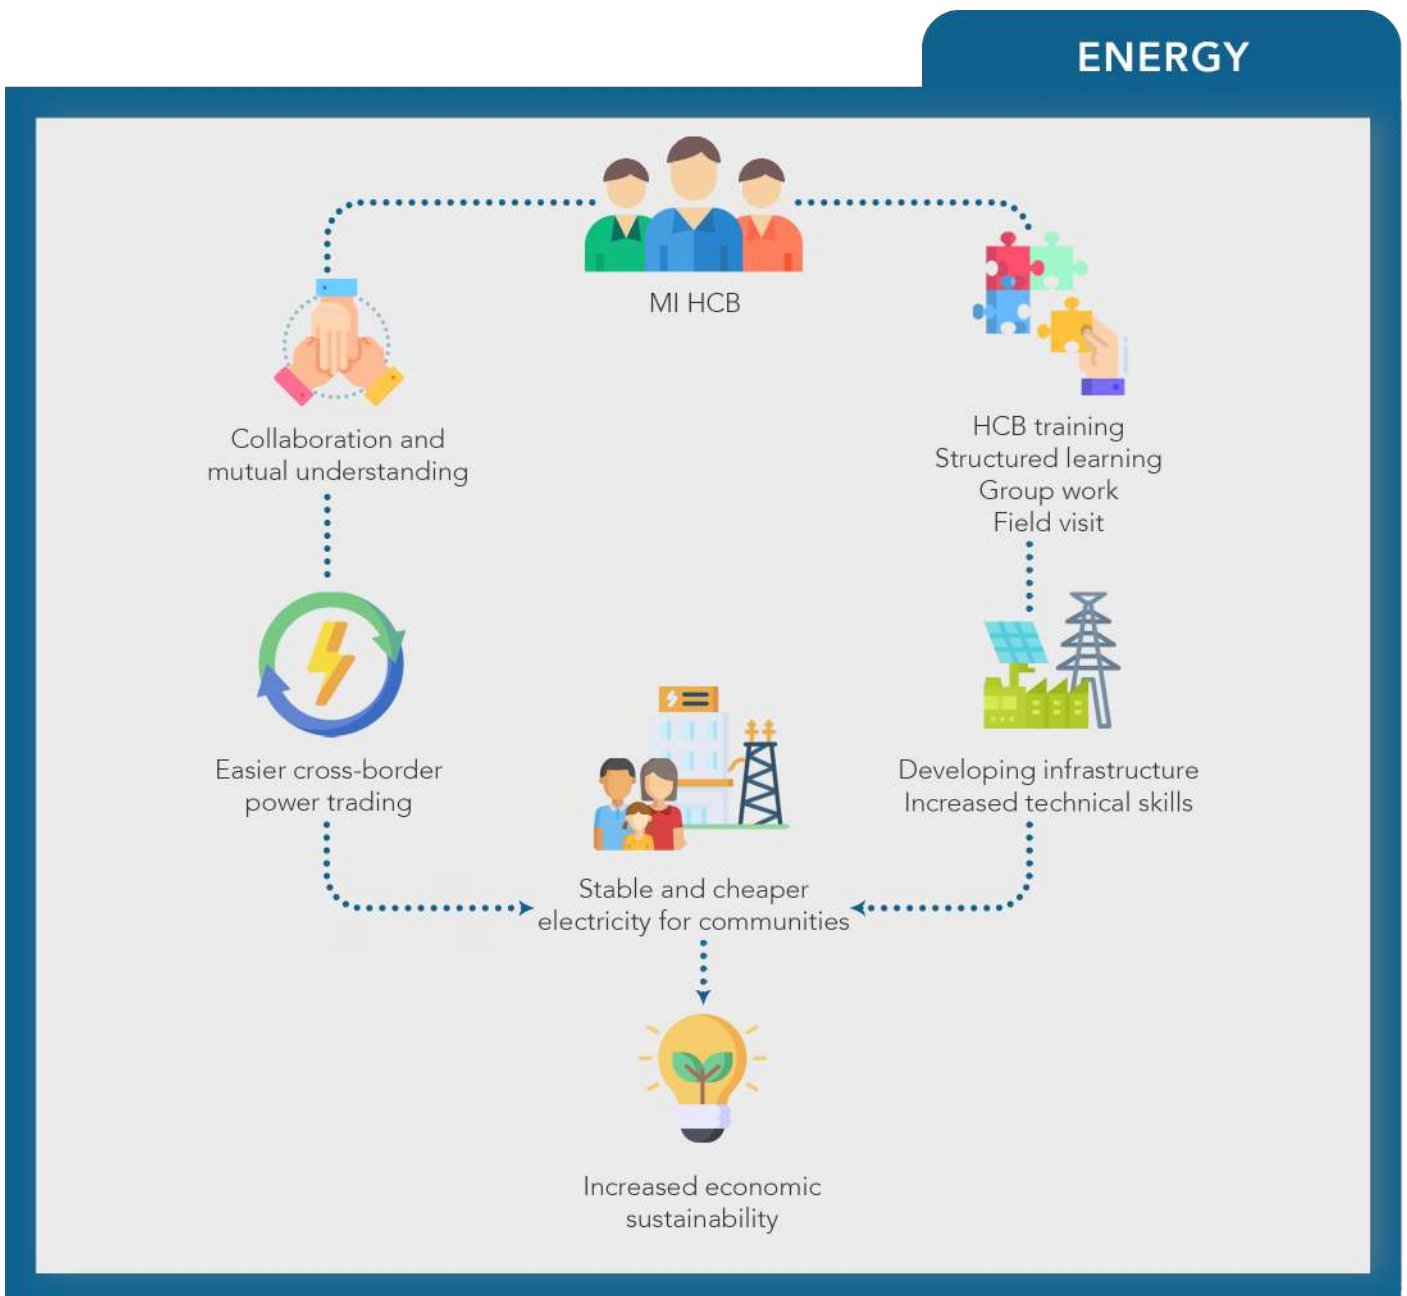 ENERGY
MI HCB
Collaboration and
mutual understanding
HCB training
Structured learning
Group work
Field visit
Easier cross-border
power trading
Developing infrastructure
Increased technical skills
Stable and cheaper
electricity for communities
Increased economic
sustainability